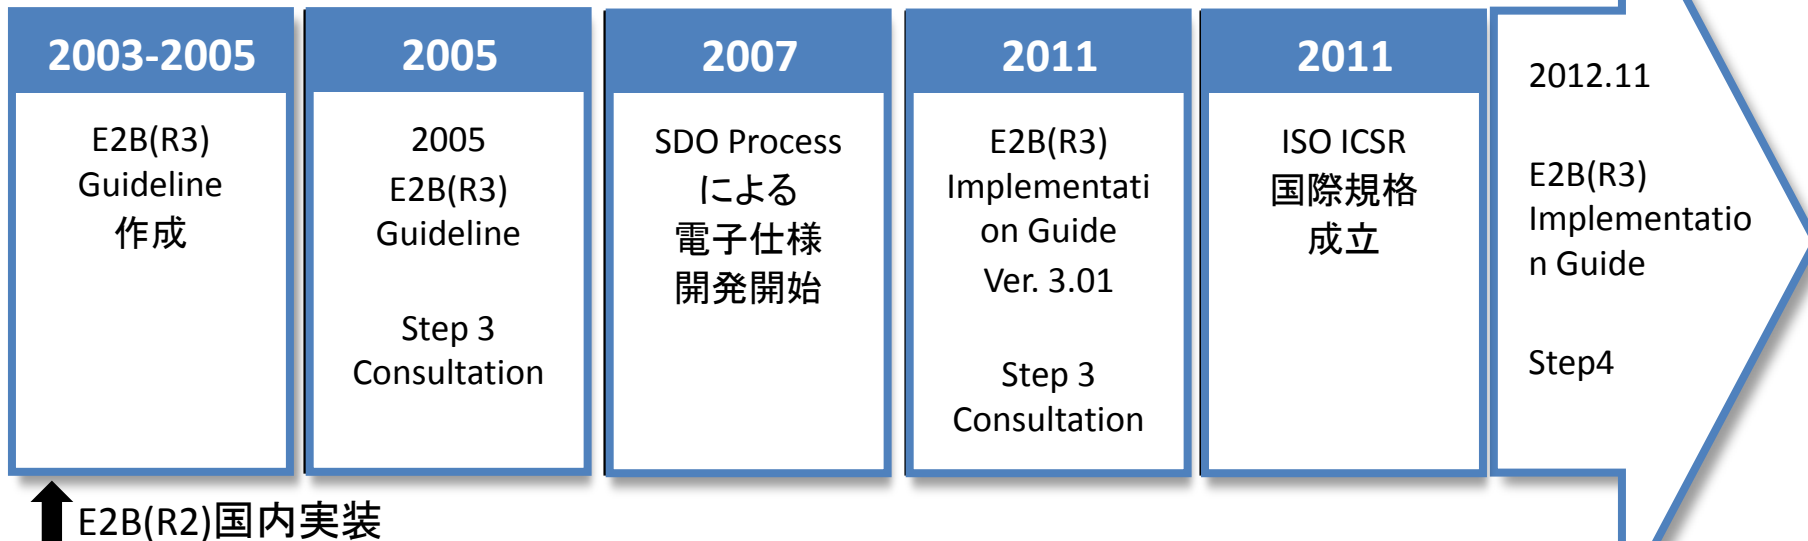 2003-2005
E2B(R3)
Guideline
作成
2005
2005
E2B(R3)
Guideline
Step 3
Consultation
2007
SDO Process
による
電子仕様
開発開始
2011
E2B(R3)
Implementati
on Guide
Ver. 3.01
Step 3
Consultation
2011
ISO ICSR
国際規格
成立
2012.11
E2B(R3)
Implementatio
n Guide
Step4
E2B(R2)国内実装